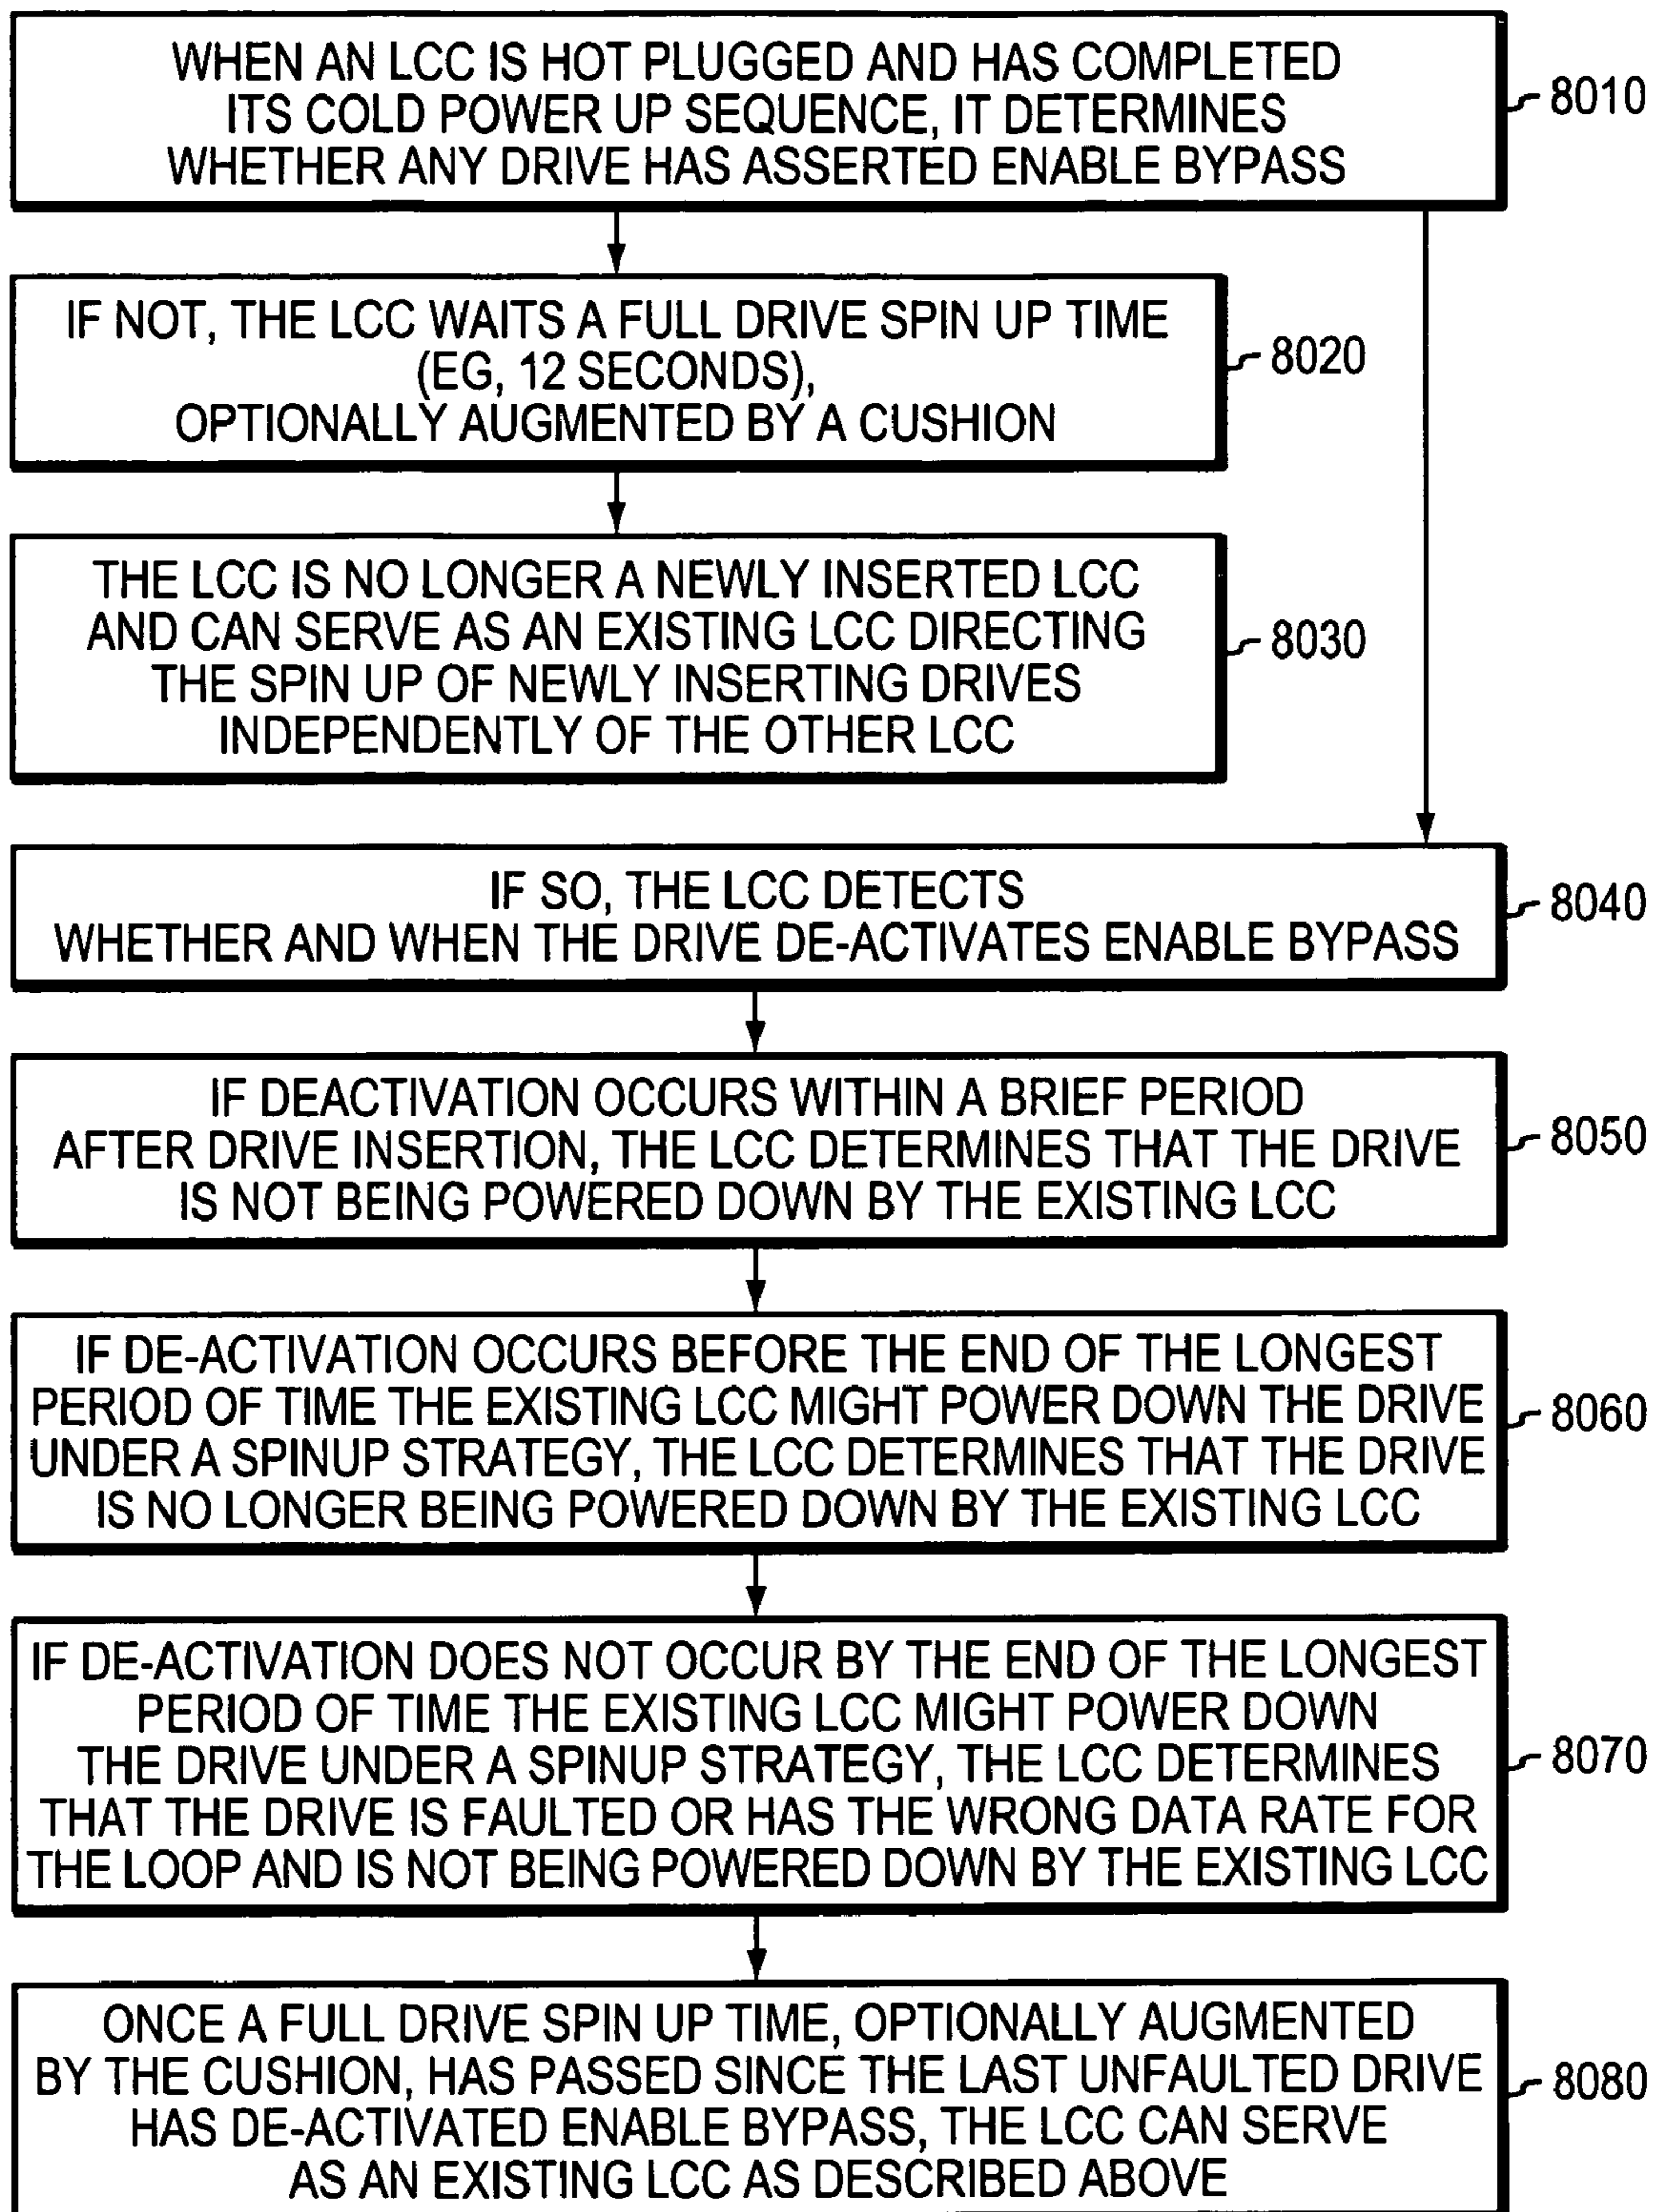 WHEN AN LCC IS HOT PLUGGED AND HAS COMPLETED
ITS COLD POWER UP SEQUENCE, IT DETERMINES
WHETHER ANY DRIVE HAS ASSERTED ENABLE BYPASS
8010
IF NOT, THE LCC WAITS A FULL DRIVE SPIN UP TIME
(EG, 12 SECONDS),
OPTIONALLY AUGMENTED BY A CUSHION
8020
THE LCC IS NO LONGER A NEWLY INSERTED LCC
AND CAN SERVE AS AN EXISTING LCC DIRECTING
THE SPIN UP OF NEWLY INSERTING DRIVES
INDEPENDENTLY OF THE OTHER LCC
8030
IF SO, THE LCC DETECTS
WHETHER AND WHEN THE DRIVE DE-ACTIVATES ENABLE BYPASS
8040
IF DEACTIVATION OCCURS WITHIN A BRIEF PERIOD
AFTER DRIVE INSERTION, THE LCC DETERMINES THAT THE DRIVE
IS NOT BEING POWERED DOWN BY THE EXISTING LCC
8050
IF DE-ACTIVATION OCCURS BEFORE THE END OF THE LONGEST
PERIOD OF TIME THE EXISTING LCC MIGHT POWER DOWN THE DRIVE
UNDER A SPINUP STRATEGY, THE LCC DETERMINES THAT THE DRIVE
IS NO LONGER BEING POWERED DOWN BY THE EXISTING LCC
8060
IF DE-ACTIVATION DOES NOT OCCUR BY THE END OF THE LONGEST
PERIOD OF TIME THE EXISTING LCC MIGHT POWER DOWN
THE DRIVE UNDER A SPINUP STRATEGY, THE LCC DETERMINES
THAT THE DRIVE IS FAULTED OR HAS THE WRONG DATA RATE FOR
THE LOOP AND IS NOT BEING POWERED DOWN BY THE EXISTING LCC
8070
ONCE A FULL DRIVE SPIN UP TIME, OPTIONALLY AUGMENTED
BY THE CUSHION, HAS PASSED SINCE THE LAST UNFAULTED DRIVE
HAS DE-ACTIVATED ENABLE BYPASS, THE LCC CAN SERVE
AS AN EXISTING LCC AS DESCRIBED ABOVE
8080